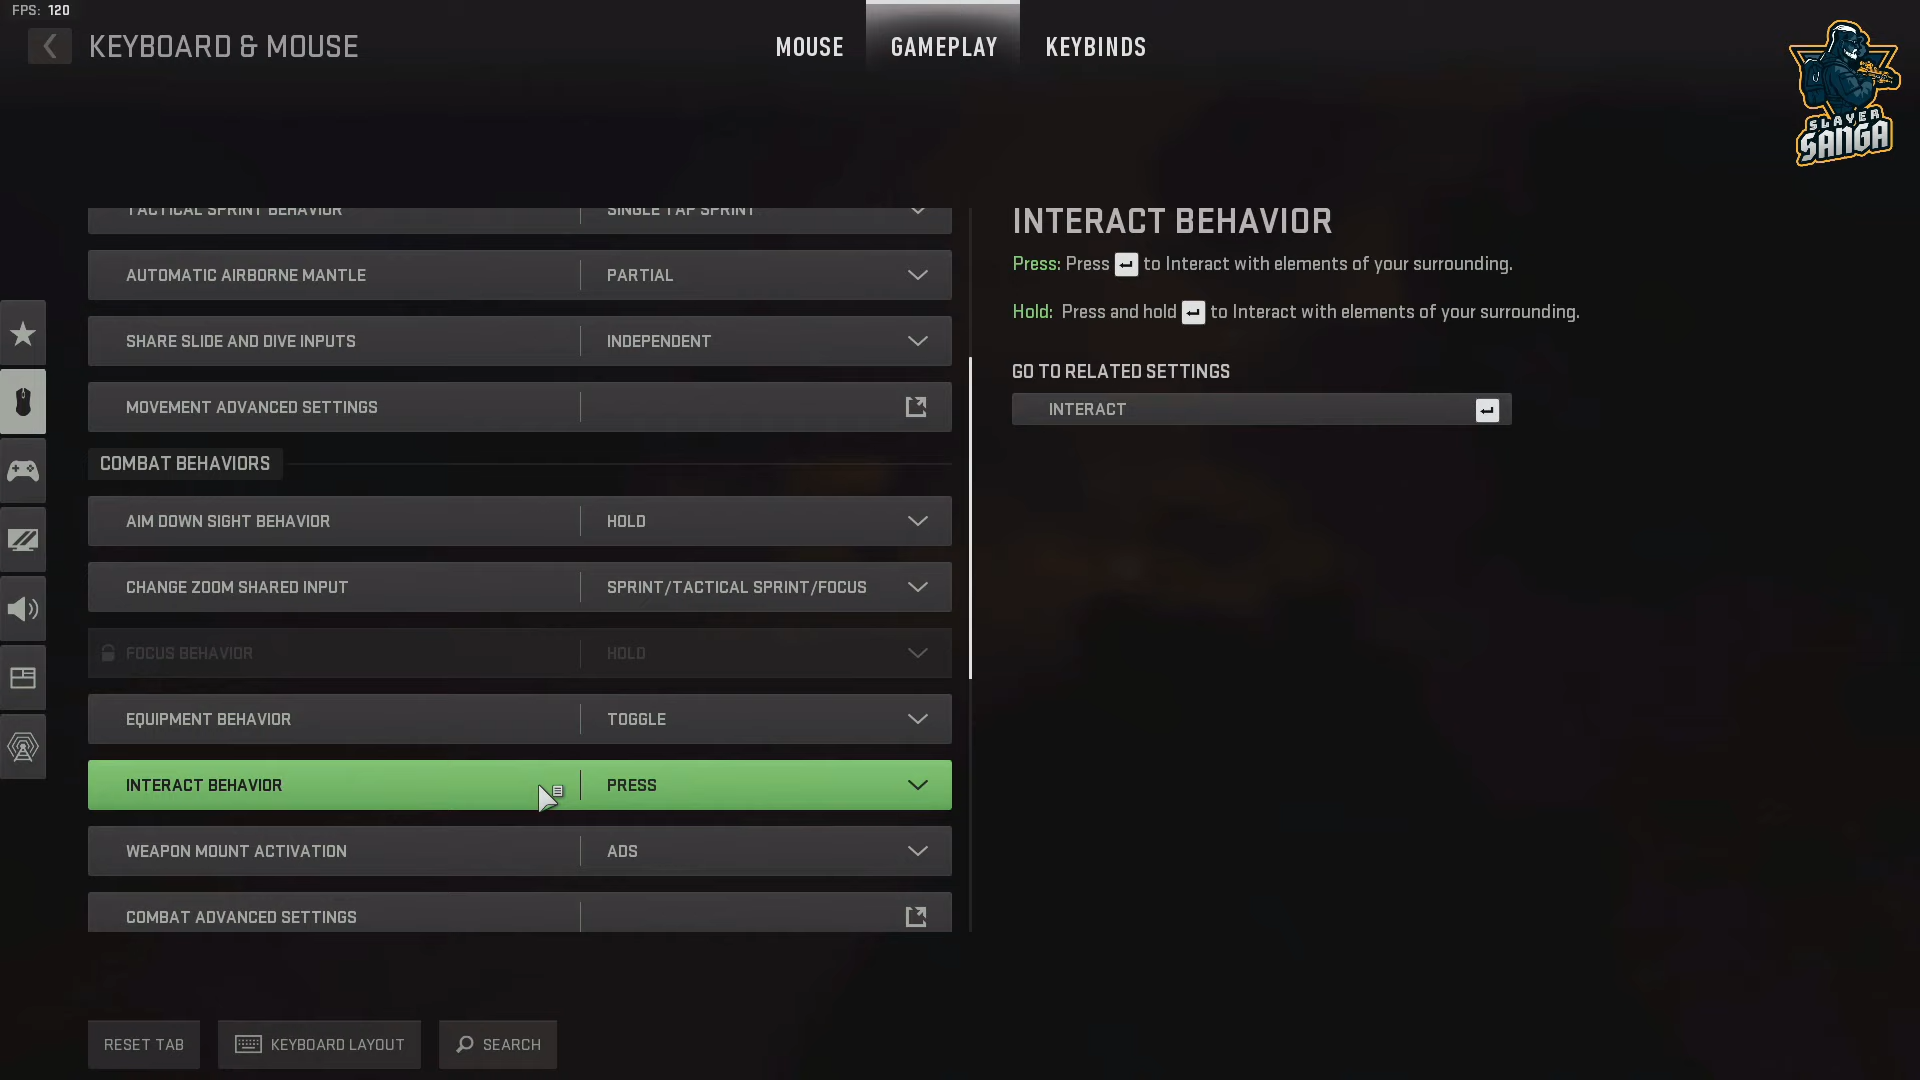 FPS: 120
KEYBOARD & MOUSE
MOUSE
GAMEPLAY
KEYBINDS
SLAYER
SANGA
TACTICAL SPRINT BEHAVIOR
SINGLE TAP SPRINT
AUTOMATIC AIRBORNE MANTLE
PARTIAL
SHARE SLIDE AND DIVE INPUTS
INDEPENDENT
MOVEMENT ADVANCED SETTINGS
COMBAT BEHAVIORS
AIM DOWN SIGHT BEHAVIOR
HOLD
CHANGE ZOOM SHARED INPUT
SPRINT/TACTICAL SPRINT/FOCUS
FOCUS BEHAVIOR
HOLD
EQUIPMENT BEHAVIOR
TOGGLE
INTERACT BEHAVIOR
PRESS
WEAPON MOUNT ACTIVATION
ADS
COMBAT ADVANCED SETTINGS
INTERACT BEHAVIOR
Press: Press to Interact with elements of your surrounding.
Hold: Press and hold to Interact with elements of your surrounding.
GO TO RELATED SETTINGS
INTERACT
RESET TAB
KEYBOARD LAYOUT
SEARCH